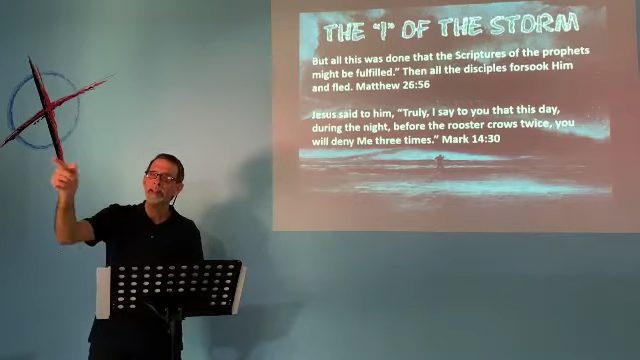 THE "I" OF THE STORM
But all this was done that the Scriptures of the prophets
might be fulfilled." Then all the disciples forsook Him
and fled. Matthew 26:56
Jesus said to him, "Truly, I say to you that this day,
during the night, before the rooster crows twice, you
will deny Me three times." Mark 14:30